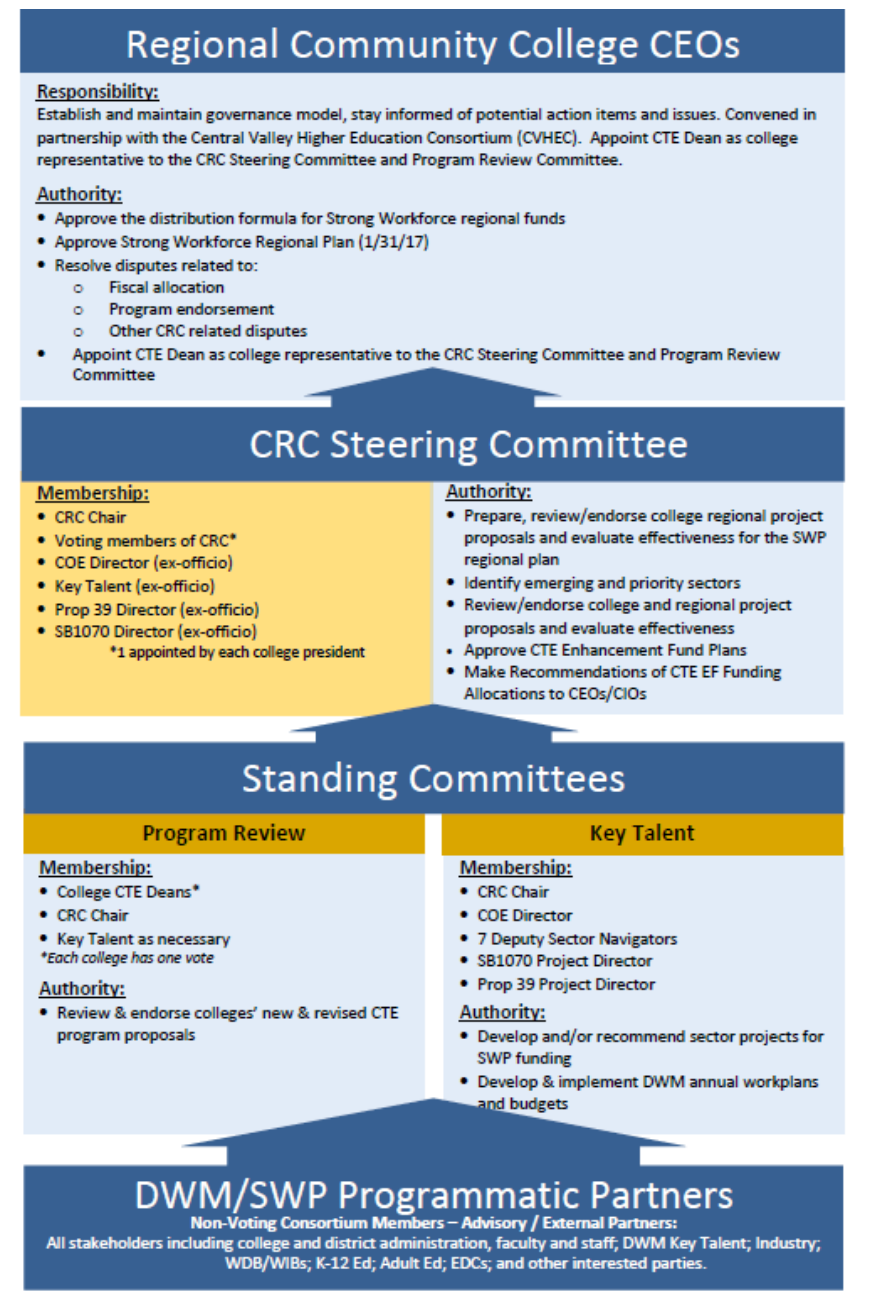 Regional Community College CEOs
Responsibility:
Establish and maintain governance model, stay informed of potential action items and issues. Convened in
partnership with the Central Valley Higher Education Consortium (CVHEC).  Appoint CTE Dean as college
representative to the CRC Steering Committee and Program Review Committee.
Authority:
• Approve the distribution formula for Strong Workforce regional funds
• Approve Strong Workforce Regional Plan (1/31/17)
• Resolve disputes related to:
o Fiscal allocation
o Program endorsement
o Other CRC related disputes
• Appoint CTE Dean as college representative to the CRC Steering Committee and Program Review
Committee
CRC Steering Committee
Membership:
• CRC Chair
• Voting members of CRC*
• COE Director (ex-officio)
• Key Talent (ex-officio)
• Prop 39 Director (ex-officio)
• SB1070 Director (ex-officio)
*1 appointed by each college president
Authority:
• Prepare, review/endorse college regional project
proposals and evaluate effectiveness for the SWP
regional plan
• Identify emerging and priority sectors
• Review/endorse college and regional project
proposals and evaluate effectiveness
• Approve CTE Enhancement Fund Plans
• Make Recommendations of CTE EF Funding
Allocations to CEOs/CIOs
Standing Committees
Program Review
Membership:
• College CTE Deans*
• CRC Chair
• Key Talent as necessary
*Each college has one vote
Authority:
• Review & endorse colleges’ new & revised CTE
program proposals
Key Talent
Membership:
• CRC Chair
• COE Director
• 7 Deputy Sector Navigators
• SB1070 Project Director
• Prop 39 Project Director
Authority:
• Develop and/or recommend sector projects for
SWP funding
• Develop & implement DWM annual workplans
and budgets
DWM/SWP Programmatic Partners
Non-Voting Consortium Members – Advisory / External Partners:
All stakeholders including college and district administration, faculty and staff; DWM Key Talent; Industry;
WDB/WIBs; K-12 Ed; Adult Ed; EDCs; and other interested parties.